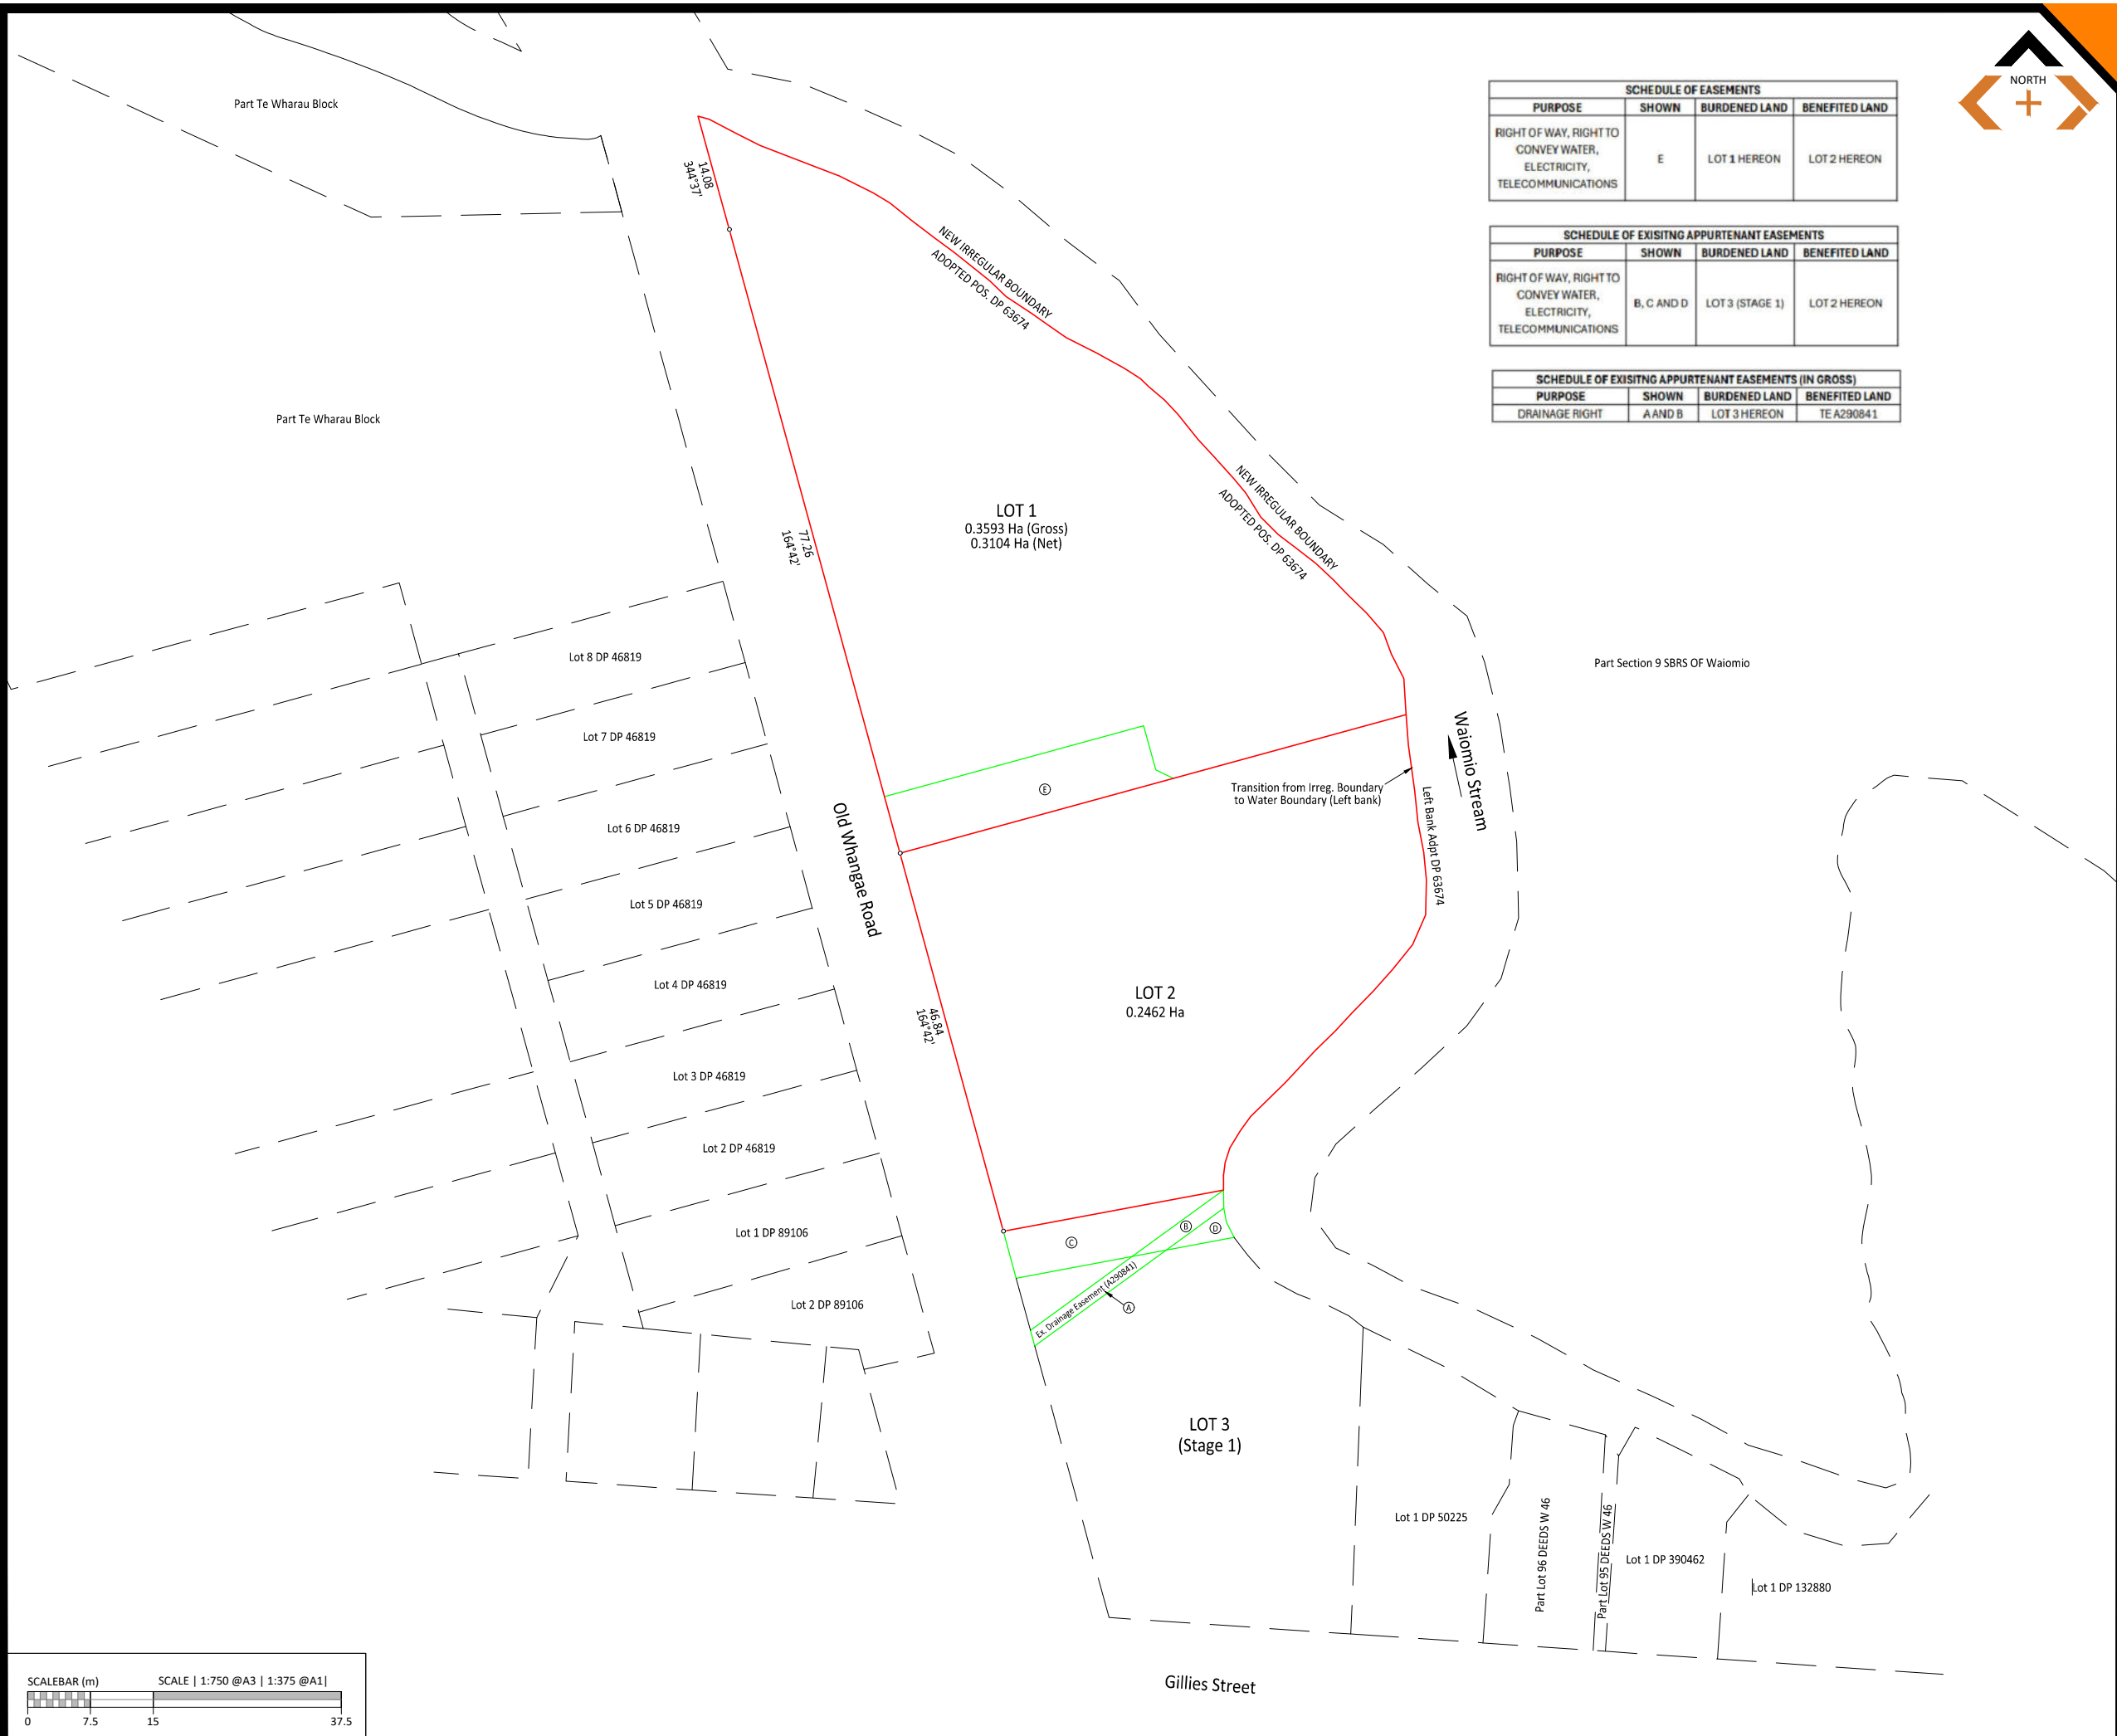 NORTH
SCHEDULE OF EASEMENTS
PURPOSE SHOWN BURDENED LAND BENEFITED LAND
RIGHT OF WAY, RIGHT TO
CONVEY WATER,
ELECTRICITY,
TELECOMMUNICATIONS
E LOT 1 HEREON LOT 2 HEREON
SCHEDULE OF EXISITNG APPURTENANT EASEMENTS
PURPOSE SHOWN BURDENED LAND BENEFITED LAND
RIGHT OF WAY, RIGHT TO
CONVEY WATER,
ELECTRICITY,
TELECOMMUNICATIONS
B, C AND D LOT 3 (STAGE 1) LOT 2 HEREON
SCHEDULE OF EXISITNG APPURTENANT EASEMENTS (IN GROSS)
PURPOSE SHOWN BURDENED LAND BENEFITED LAND
DRAINAGE RIGHT A AND B LOT 3 HEREON TE A290841
Part Te Wharau Block
14.08
344°37'
NEW IRREGULAR BOUNDARY
ADOPTED POS. DP 63674
Part Te Wharau Block
LOT 1
0.3593 Ha (Gross)
0.3104 Ha (Net)
77.26
164°42'
NEW IRREGULAR BOUNDARY
ADOPTED POS. DP 63674
Part Section 9 SBRS OF Waiomio
Lot 8 DP 46819
Lot 7 DP 46819
Lot 6 DP 46819
Lot 5 DP 46819
Lot 4 DP 46819
Lot 3 DP 46819
Lot 2 DP 46819
Lot 1 DP 89106
Lot 2 DP 89106
Old Whangae Road
E
Transition from Irreg. Boundary
to Water Boundary (Left bank)
Waiomio Stream
Left Bank Adpt DP 63674
LOT 2
0.2462 Ha
46.84
164°42'
B
D
C
Ex. Drainage Easement (A290841)
A
LOT 3
(Stage 1)
Lot 1 DP 50225
Part Lot 96 DEEDS W 46
Part Lot 95 DEEDS W 46
Lot 1 DP 390462
Lot 1 DP 132880
Gillies Street
SCALEBAR (m) SCALE | 1:750 @A3 | 1:375 @A1|
0 7.5 15 37.5